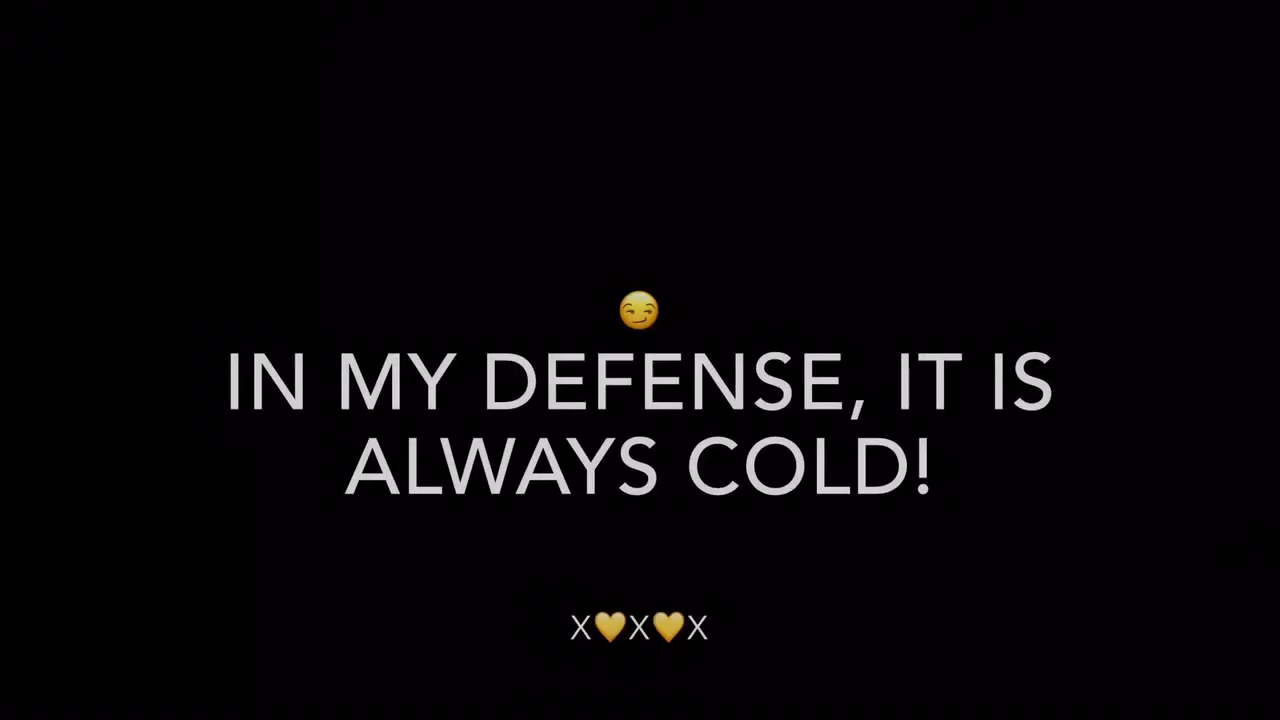 😏
IN MY DEFENSE, IT IS
ALWAYS COLD!
X💛X💛X